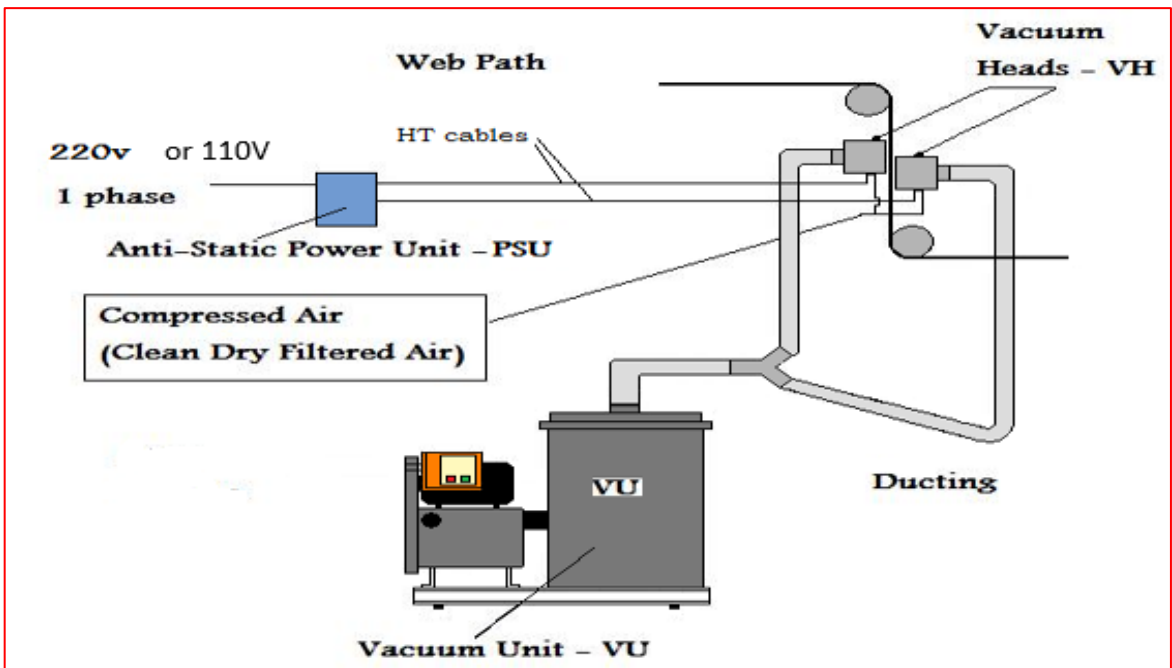 Vacuum
Heads - VH
Web Path
HT cables
220v or 110V
1 phase
Anti-Static Power Unit -PSU
Compressed Air
(Clean Dry Filtered Air)
VU
Ducting
Vacuum Unit - VU